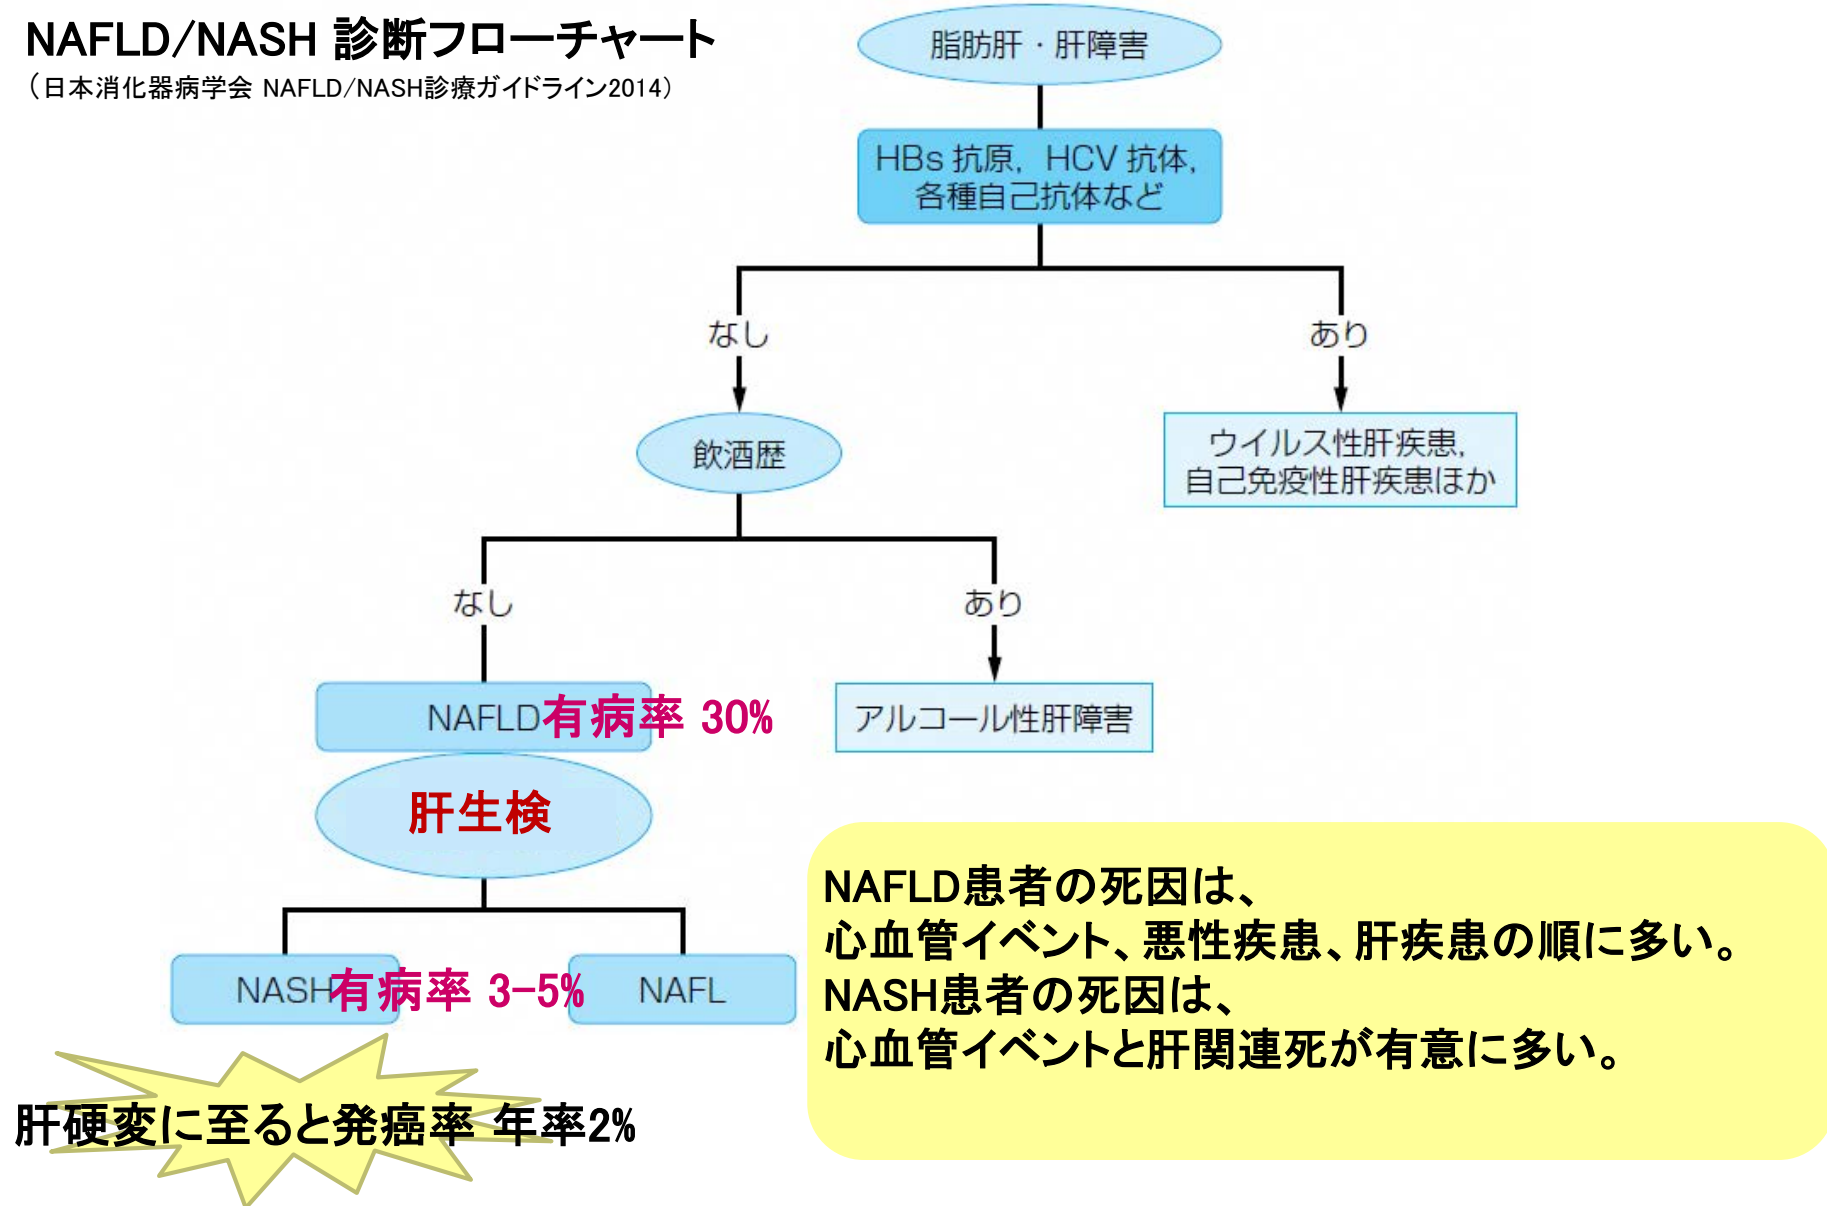 NAFLD/NASH 診断フローチャート
（日本消化器病学会 NAFLD/NASH診療ガイドライン2014）
脂肪肝・肝障害
HBs 抗原，HCV 抗体，
各種自己抗体など
なし
あり
飲酒歴
ウイルス性肝疾患，
自己免疫性肝疾患ほか
なし
あり
NAFLD有病率 30%
アルコール性肝障害
肝生検
NASH有病率 3-5%
NAFL
NAFLD患者の死因は、
心血管イベント、悪性疾患、肝疾患の順に多い。
NASH患者の死因は、
心血管イベントと肝関連死が有意に多い。
肝硬変に至ると発癌率 年率2%